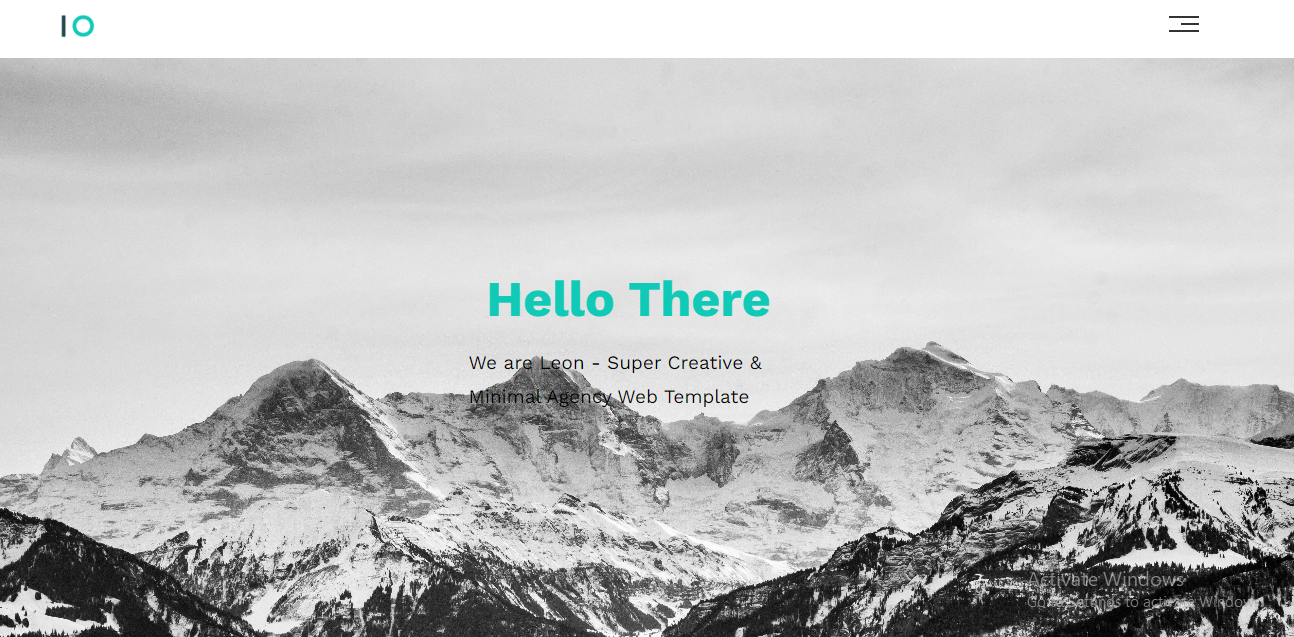 IO
Hello There
We are Leon - Super Creative &
Minimal Agency Web Template
Activate Windows
Go to Settings to activate Windows.